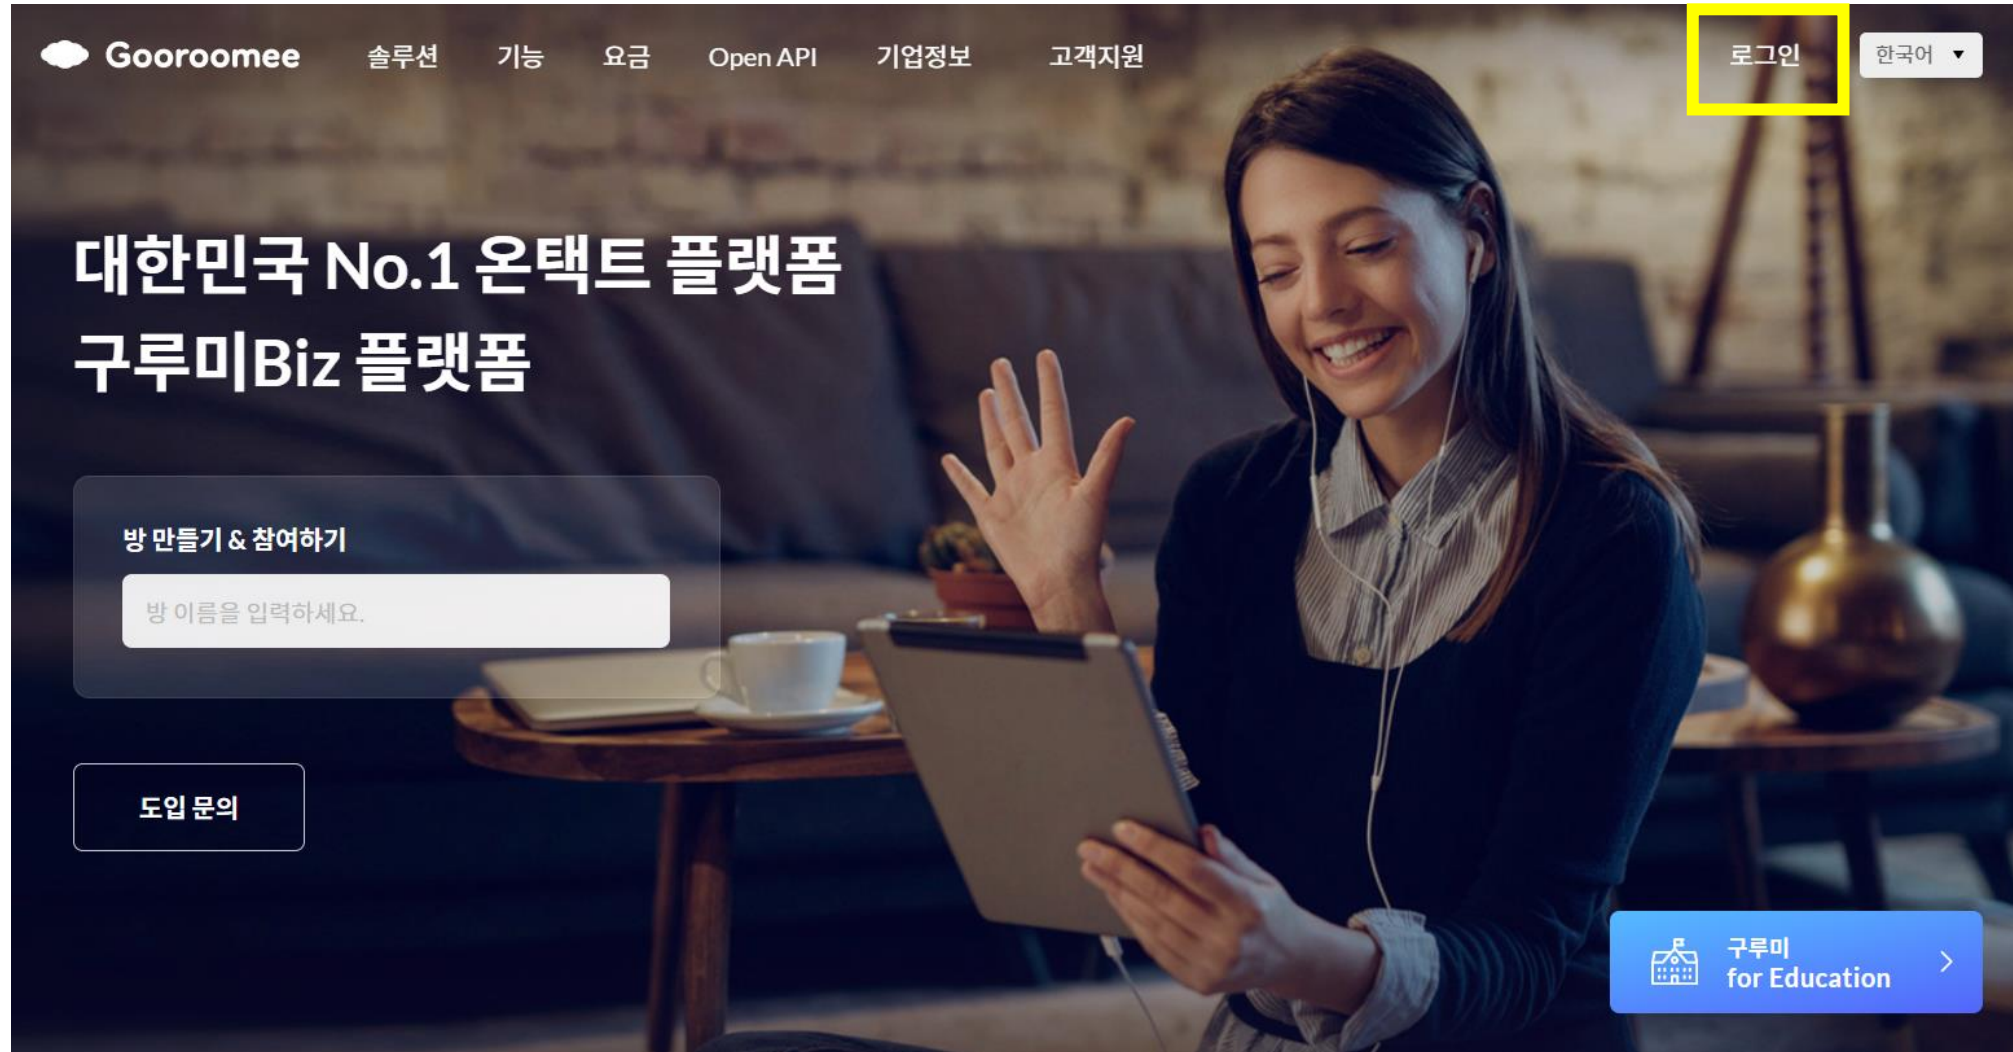 Gooroomee 솔루션 기능 요금 Open API 기업정보 고객지원 로그인 한국어
대한민국 No.1 온택트 플랫폼
구루미Biz 플랫폼
방 만들기 & 참여하기
방 이름을 입력하세요.
도입 문의
구루미
for Education